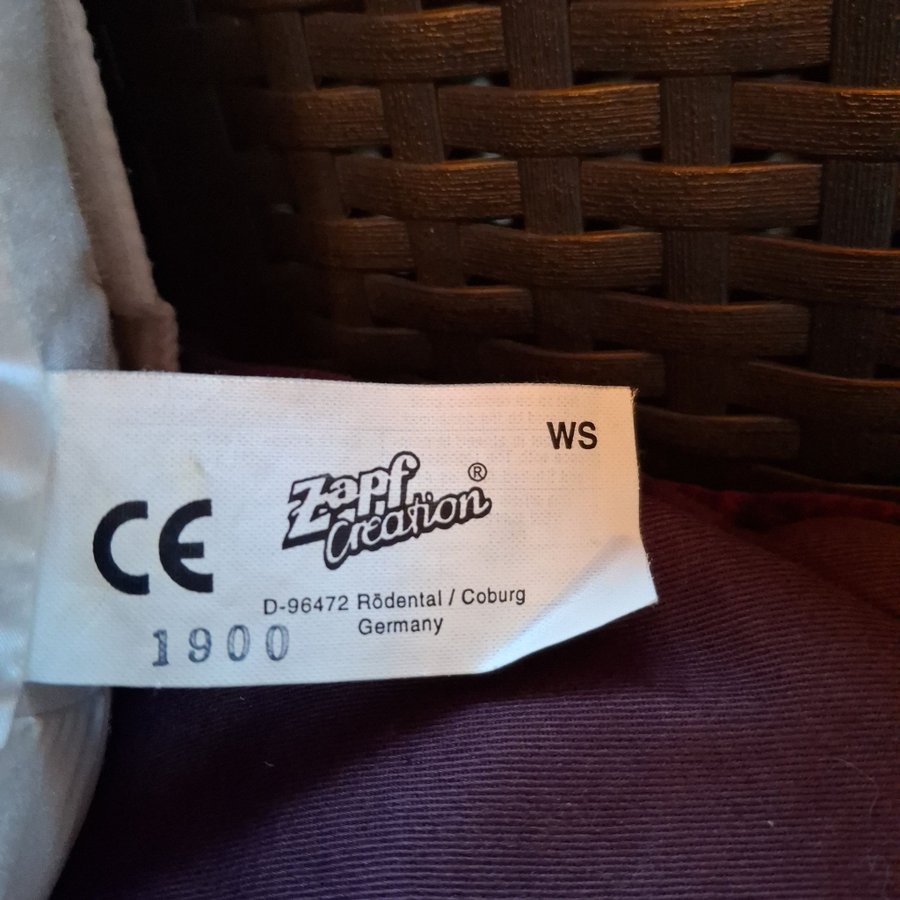 WS
Zapf ®
Creation
CE
D-96472 Rödental / Coburg
Germany
1900